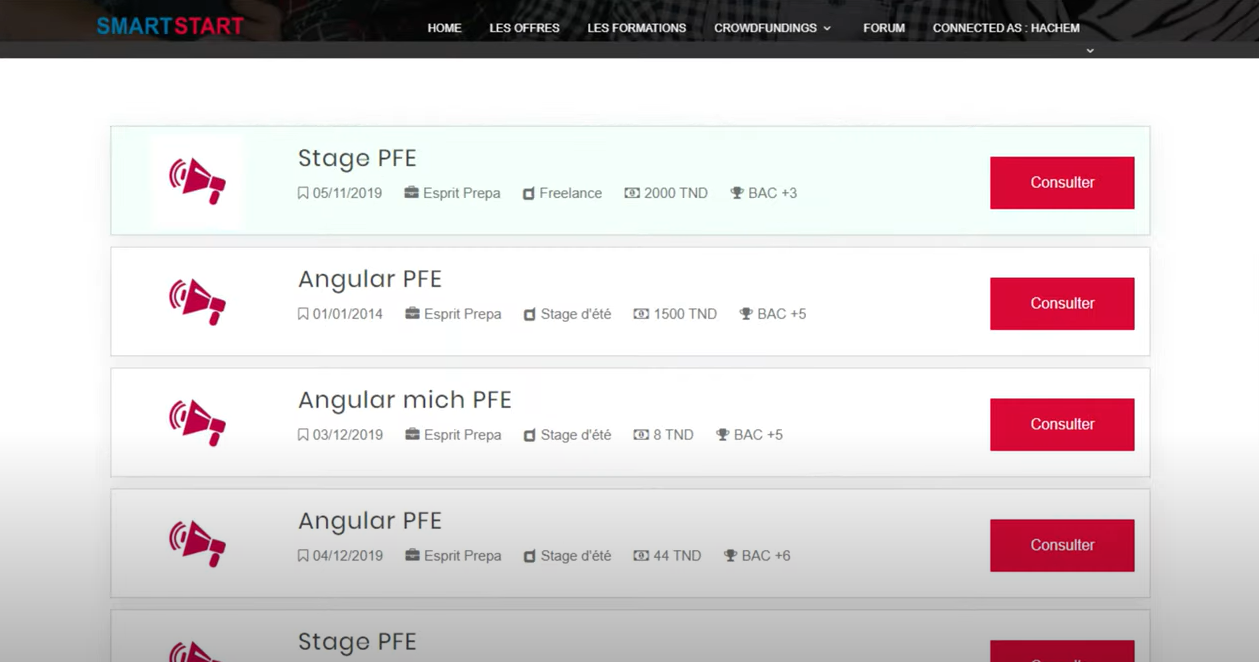 SMARTSTART
HOME LES OFFRES LES FORMATIONS CROWDFUNDINGS FORUM CONNECTED AS : HACHEM
Stage PFE
05/11/2019 Esprit Prepa Freelance 2000 TND BAC +3
Consulter
Angular PFE
01/01/2014 Esprit Prepa Stage d'été 1500 TND BAC +5
Consulter
Angular mich PFE
03/12/2019 Esprit Prepa Stage d'été 8 TND BAC +5
Consulter
Angular PFE
04/12/2019 Esprit Prepa Stage d'été 44 TND BAC +6
Consulter
Stage PFE